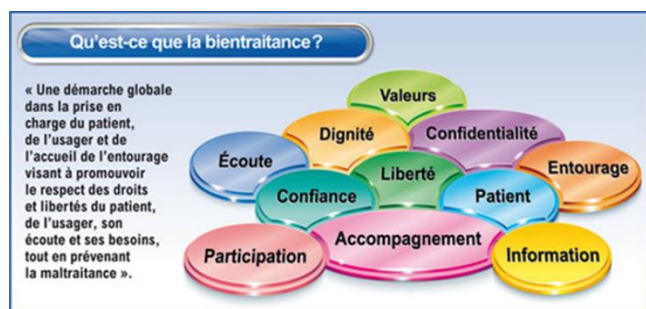 Qu'est-ce que la bientraitance ?
« Une démarche globale
dans la prise en
charge du patient,
de l'usager et de
l'accueil de l'entourage
visant à promouvoir
le respect des droits
et libertés du patient,
de l'usager, son
écoute et ses besoins,
tout en prévenant
la maltraitance ».
Valeurs
Dignité
Confidentialité
Écoute
Liberté
Entourage
Confiance
Patient
Participation
Accompagnement
Information